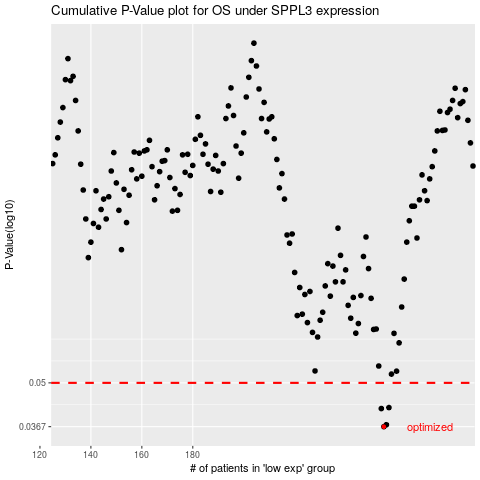 Cumulative P-Value plot for OS under SPPL3 expression
P-Value(log10)
0.05
0.0367
optimized
120 140 160 180
# of patients in 'low exp' group